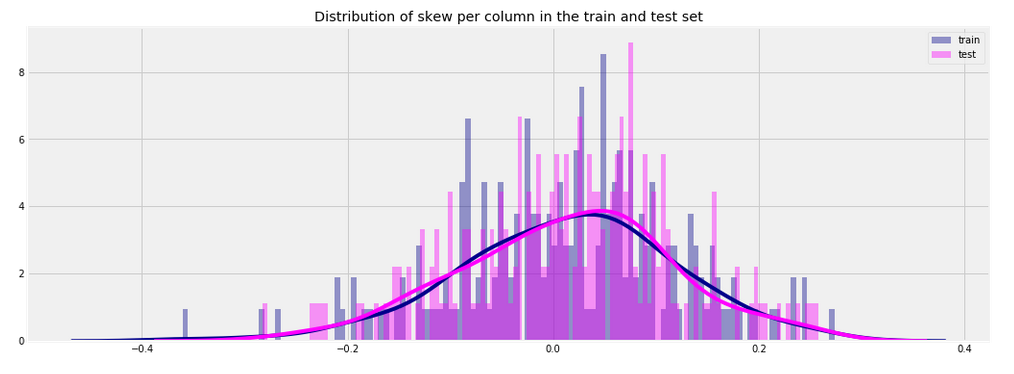 Distribution of skew per column in the train and test set
train
test
8
6
4
2
0
−0.4 −0.2 0.0 0.2 0.4